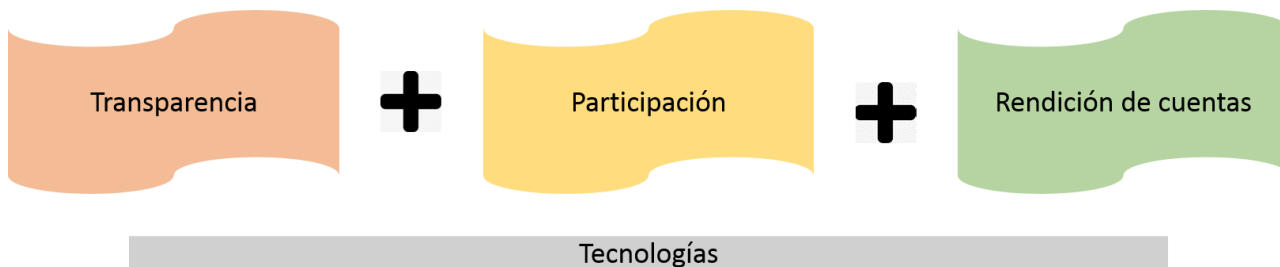 Transparencia
Participación
Rendición de cuentas
Tecnologías